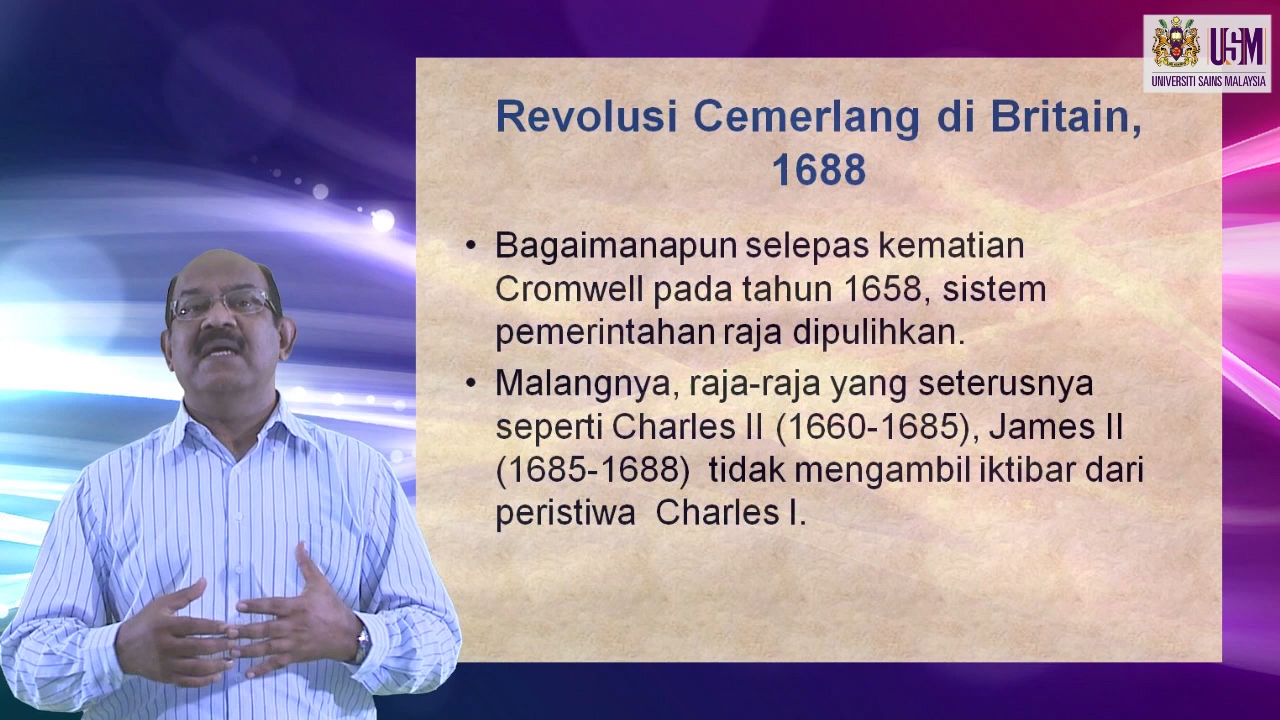 USM
UNIVERSITI SAINS MALAYSIA
Revolusi Cemerlang di Britain,
1688
• Bagaimanapun selepas kematian
Cromwell pada tahun 1658, sistem
pemerintahan raja dipulihkan.
• Malangnya, raja-raja yang seterusnya
seperti Charles II (1660-1685), James II
(1685-1688) tidak mengambil iktibar dari
peristiwa Charles I.